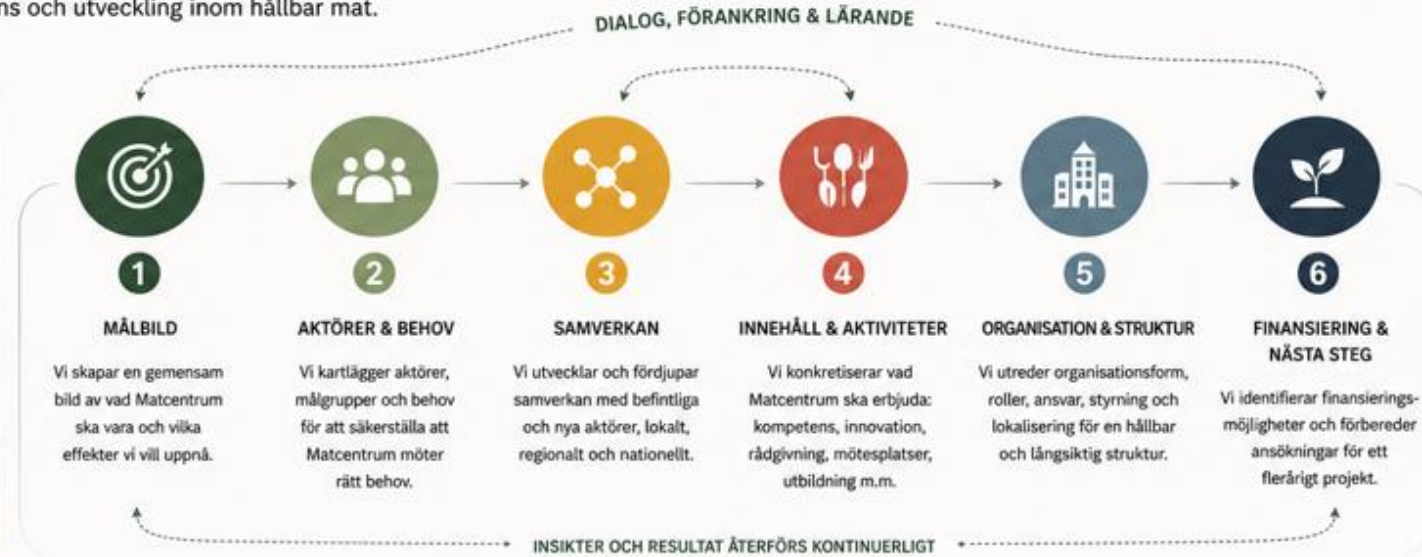 ns och utveckling inom hållbar mat.
DIALOG, FÖRANKRING & LÄRANDE
1
MÅLBILD
Vi skapar en gemensam
bild av vad Matcentrum
ska vara och vilka
effekter vi vill uppnå.
2
AKTÖRER & BEHOV
Vi kartlägger aktörer,
målgrupper och behov
för att säkerställa att
Matcentrum möter
rätt behov.
3
SAMVERKAN
Vi utvecklar och fördjupar
samverkan med befintliga
och nya aktörer, lokalt,
regionalt och nationellt.
4
INNEHÅLL & AKTIVITETER
Vi konkretiserar vad
Matcentrum ska erbjuda:
kompetens, innovation,
rådgivning, mötesplatser,
utbildning m.m.
5
ORGANISATION & STRUKTUR
Vi utreder organisationsform,
roller, ansvar, styrning och
lokalisering för en hållbar
och långsiktig struktur.
6
FINANSIERING &
NÄSTA STEG
Vi identifierar finansierings-
möjligheter och förbereder
ansökningar för ett
flerårigt projekt.
INSIKTER OCH RESULTAT ÅTERFÖRS KONTINUERLIGT